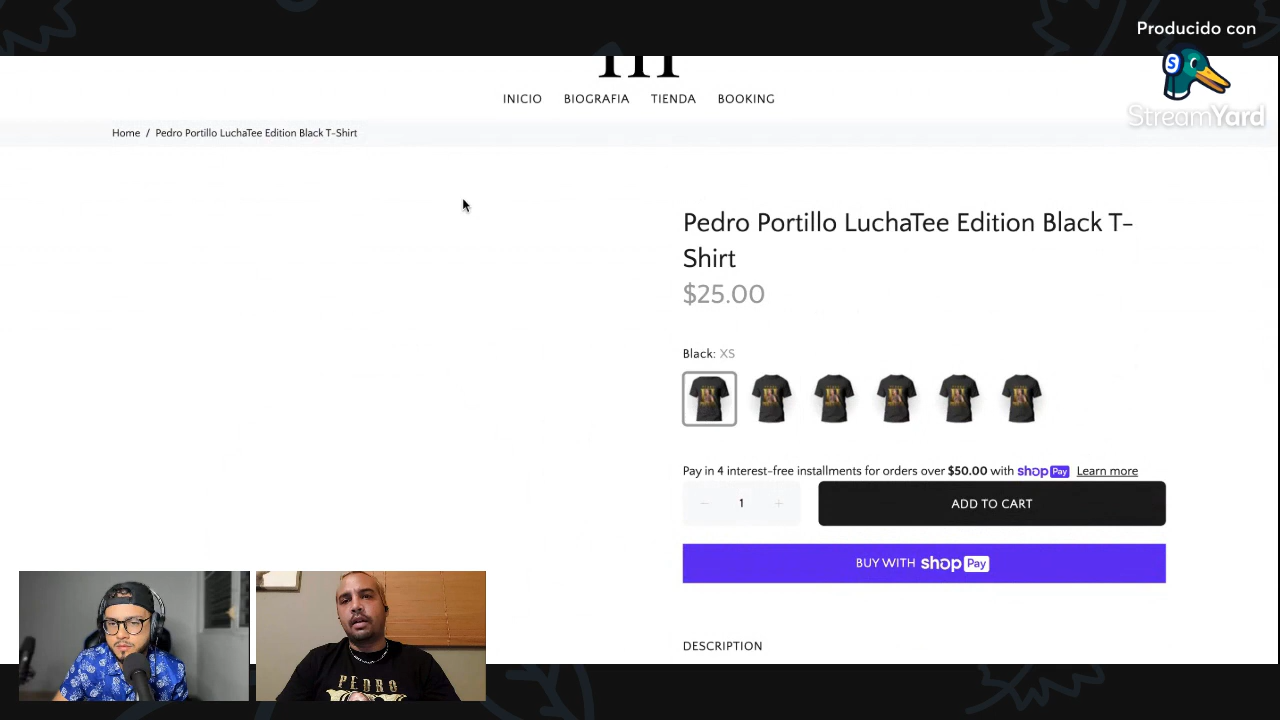 Producido con
StreamYard
INICIO BIOGRAFIA TIENDA BOOKING
Home / Pedro Portillo LuchaTee Edition Black T-Shirt
Pedro Portillo LuchaTee Edition Black T-
Shirt
$25.00
Black: XS
Pay in 4 interest-free installments for orders over $50.00 with shop Pay Learn more
− 1 +
ADD TO CART
BUY WITH shop Pay
DESCRIPTION
PEDRO